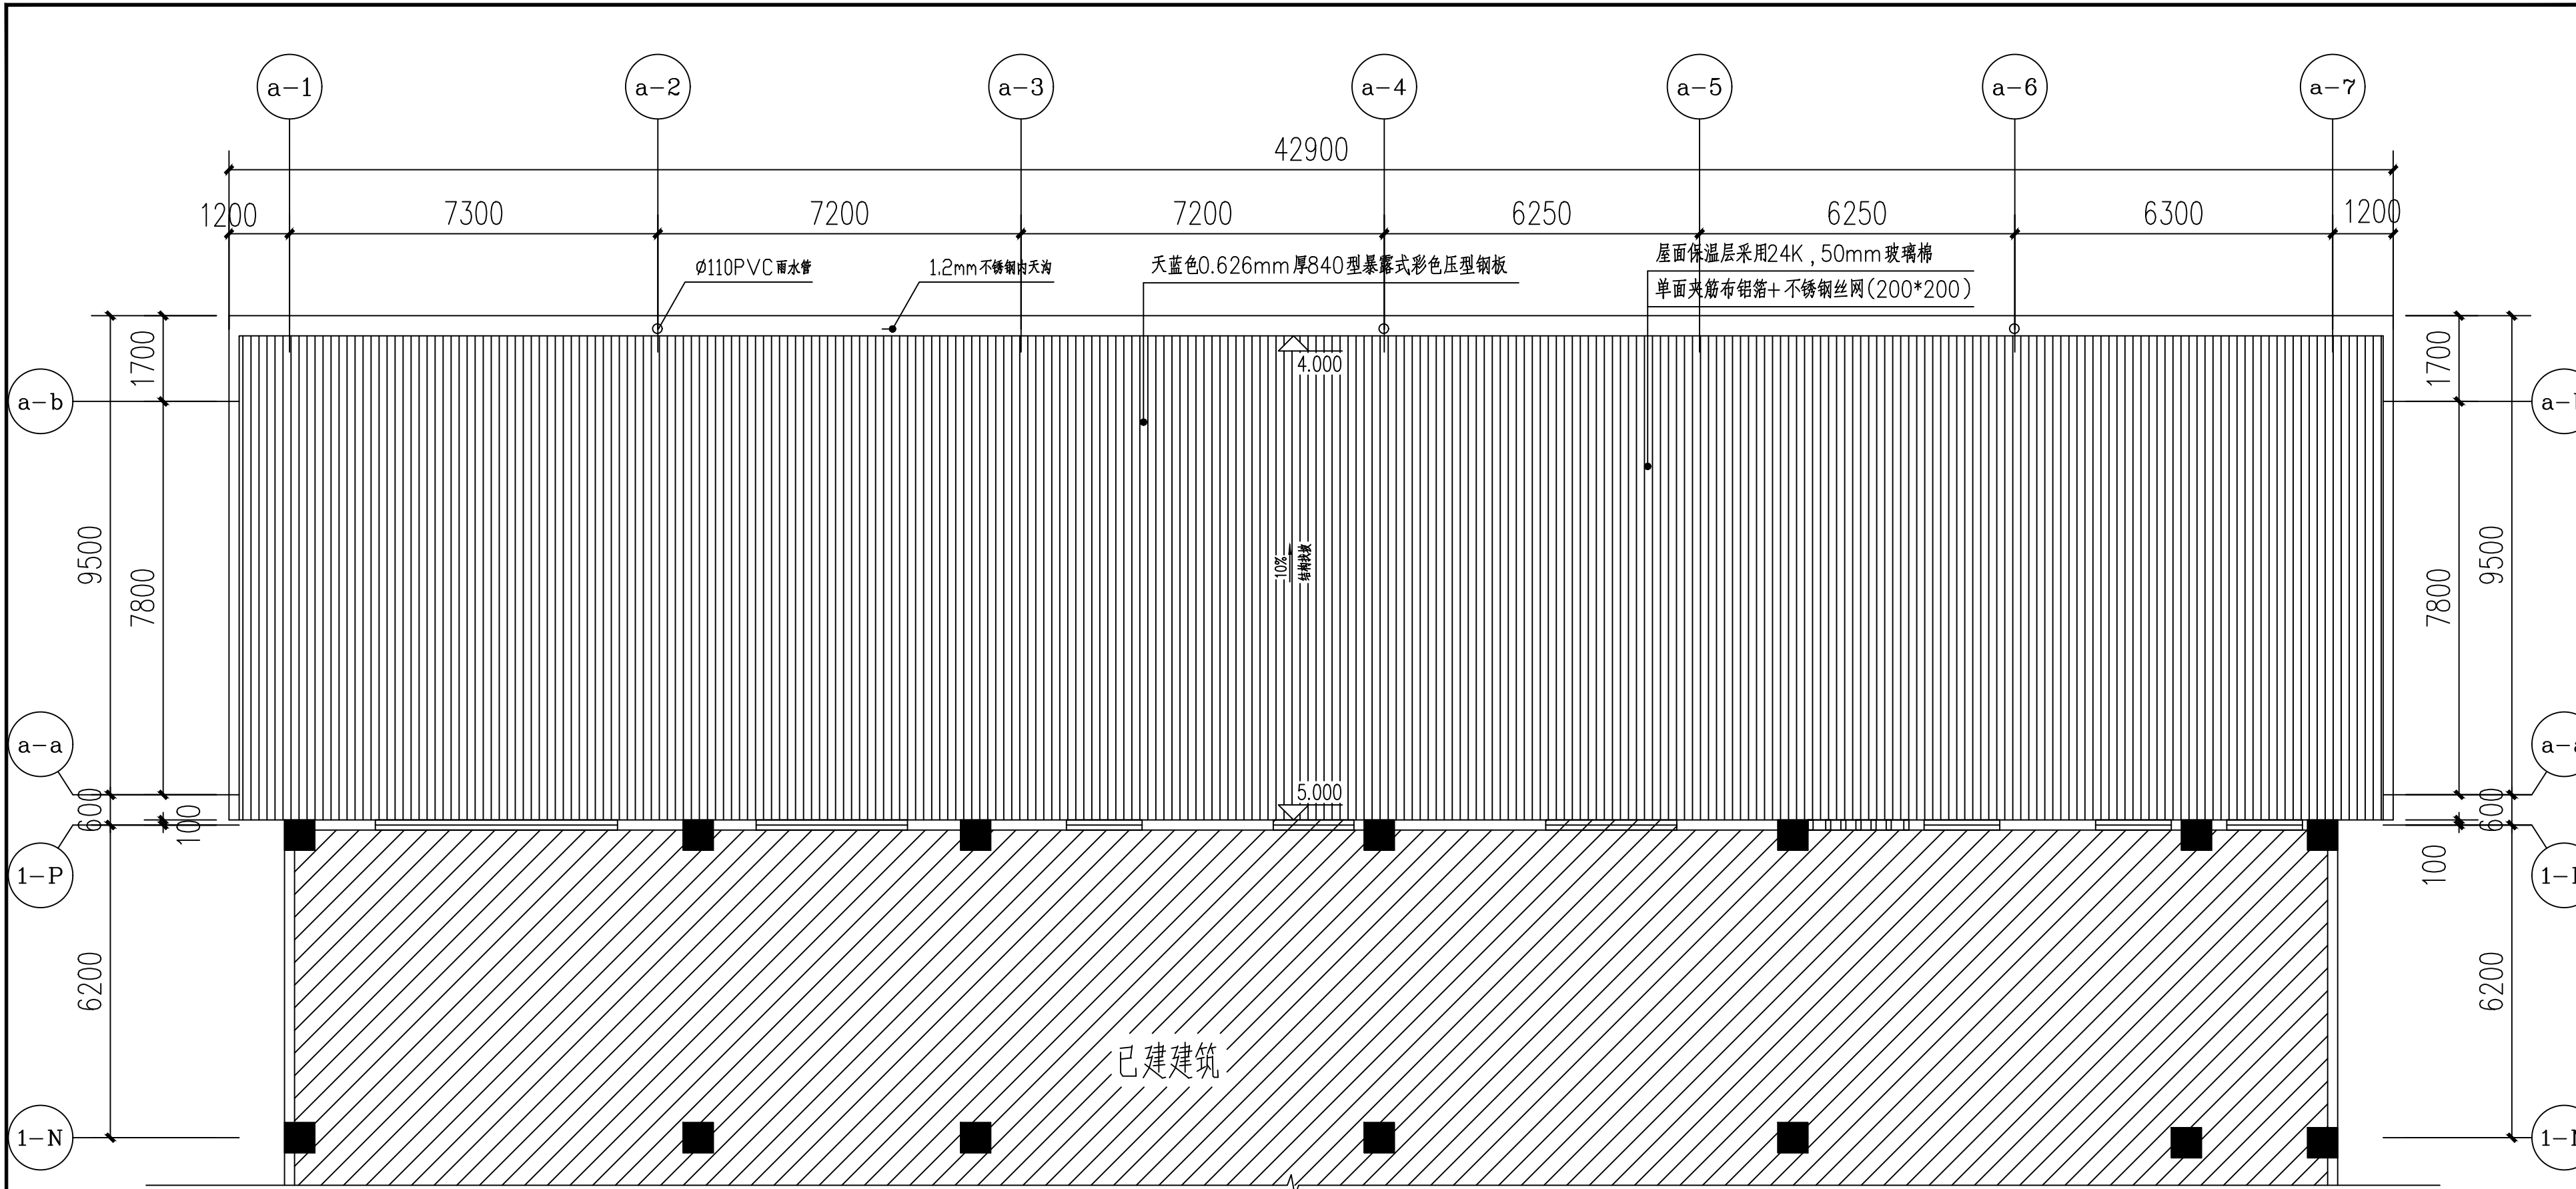 a-1 a-2 a-3 a-4 a-5 a-6 a-7
42900
1200 7300 7200 7200 6250 6250 6300 1200
Ø110PVC雨水管
1.2mm不锈钢内天沟
天蓝色0.626mm厚840型暴露式彩色压型钢板
屋面保温层采用24K,50mm玻璃棉
单面夹筋布铝箔+不锈钢丝网(200*200)
1700 1700
4.000
a-b
9500 7800 7800 9500
10%
结构找坡
a-a
5.000
600 100 600
1-P
100
6200 6200
已建建筑
1-N